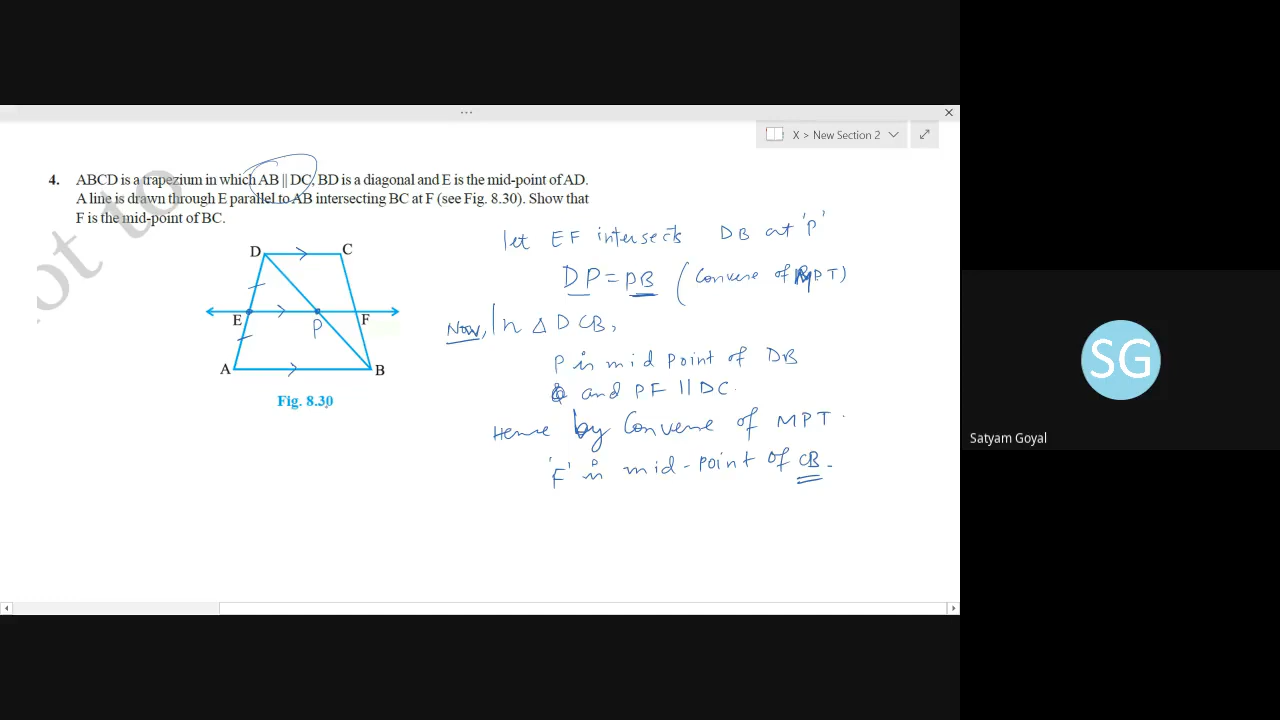 X > New Section 2
4. ABCD is a trapezium in which AB || DC, BD is a diagonal and E is the mid-point of AD.
A line is drawn through E parallel to AB intersecting BC at F (see Fig. 8.30). Show that
F is the mid-point of BC.
let EF intersects DB at 'P'
DP = PB (Converse of MPT)
Now, In △ DCB,
P is mid point of DB
and PF || DC.
Hence by Converse of MPT.
'F' is mid-point of CB.
D C
E P F
A B
Fig. 8.30
ot to
SG
Satyam Goyal